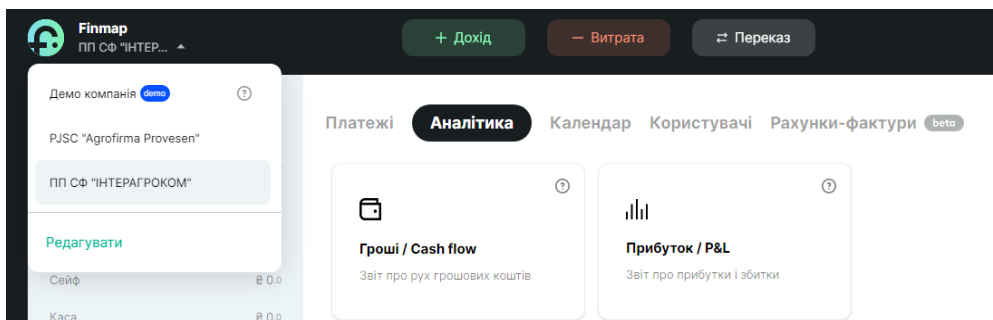 Finmap
ПП СФ "ІНТЕР...
+ Дохід
− Витрата
⇄ Переказ
Демо компанія demo ?
PJSC "Agrofirma Provesen"
ПП СФ "ІНТЕРАГРОКОМ"
Редагувати
Сейф ₴ 0.0
Каса ₴ 0.0
Платежі Аналітика Календар Користувачі Рахунки-фактури beta
?
Гроші / Cash flow
Звіт про рух грошових коштів
?
Прибуток / P&L
Звіт про прибутки і збитки